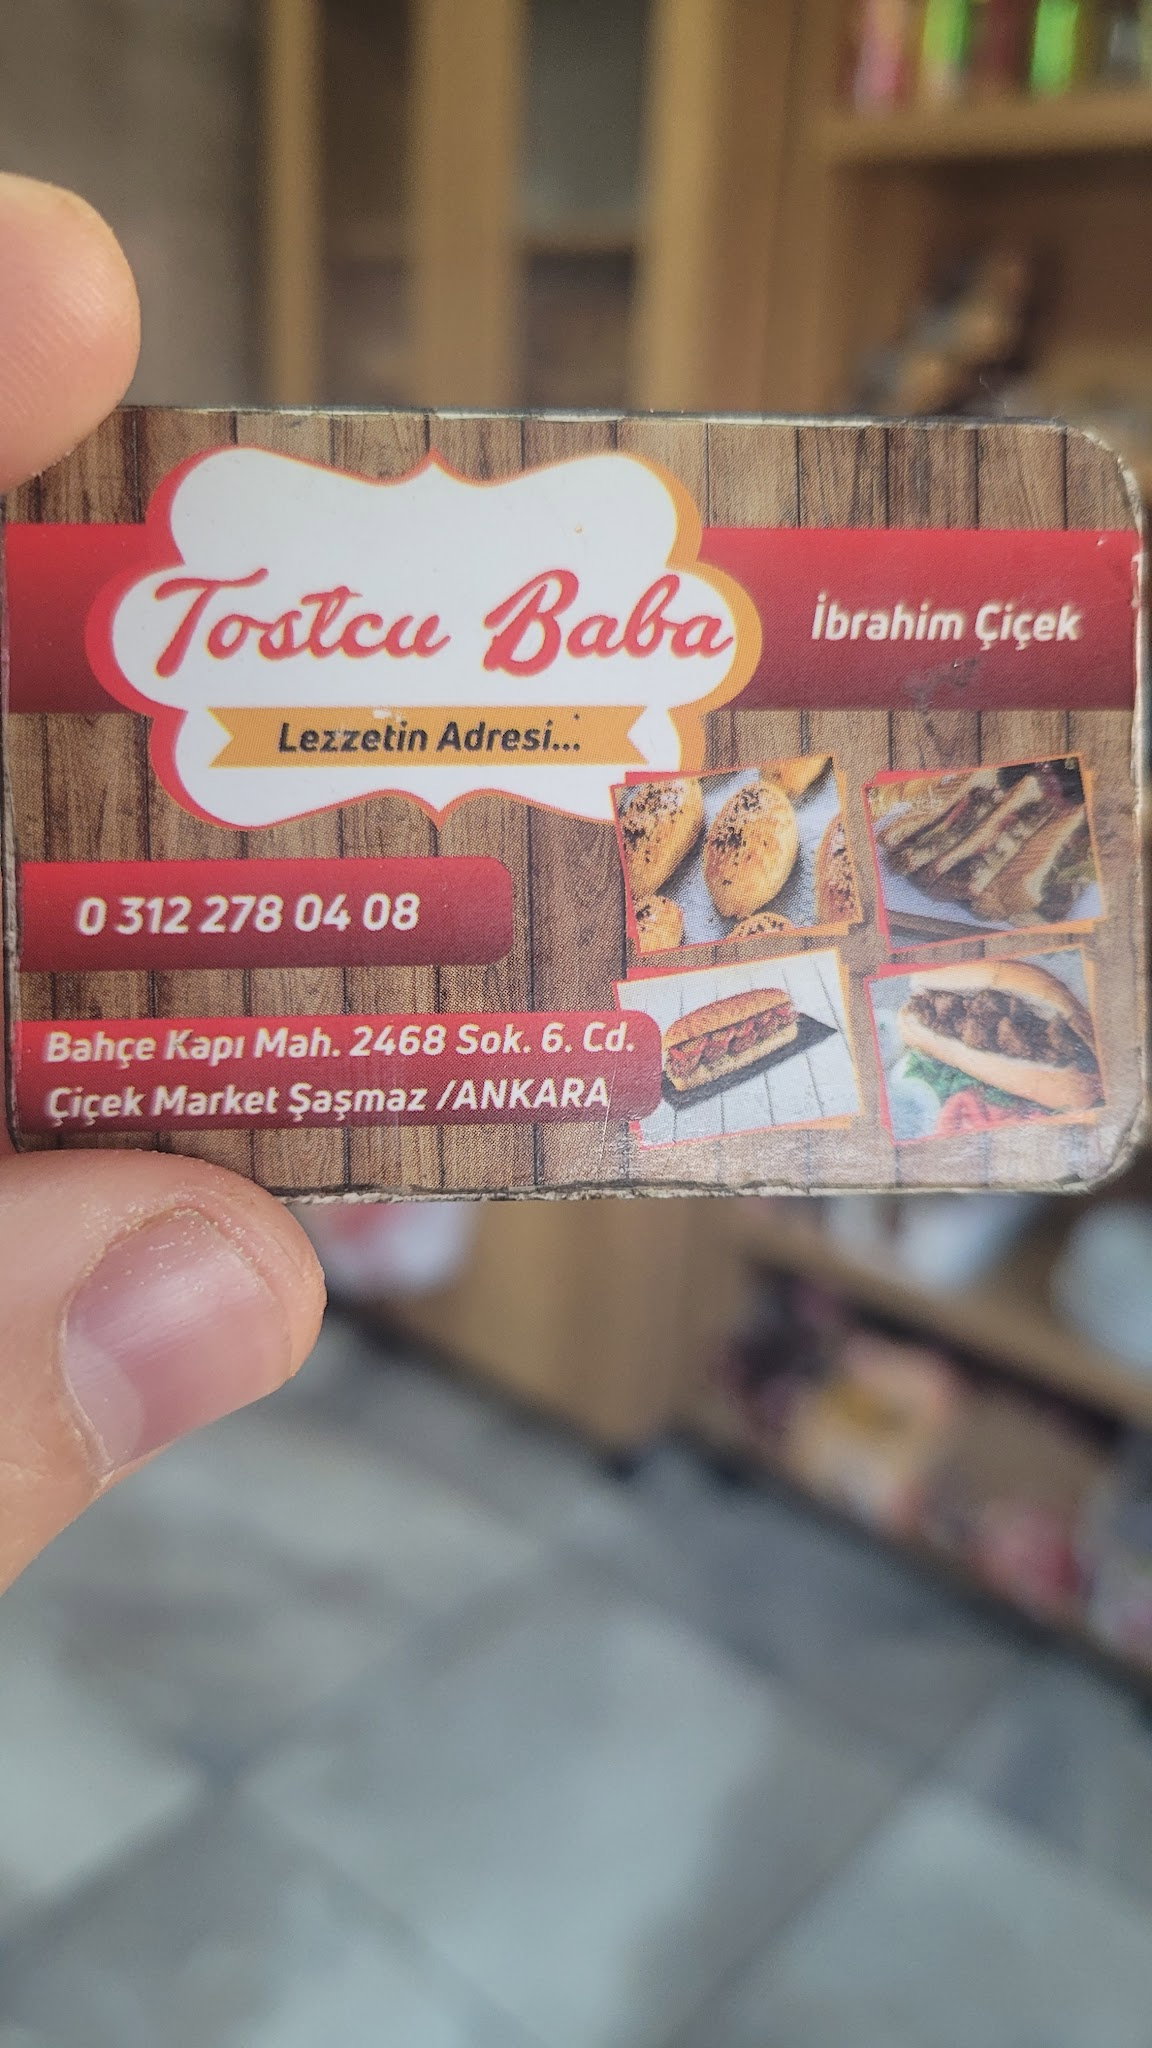 Tostcu Baba
İbrahim Çiçek
Lezzetin Adresi...
0 312 278 04 08
Bahçe Kapı Mah. 2468 Sok. 6. Cd.
Çiçek Market Şaşmaz /ANKARA